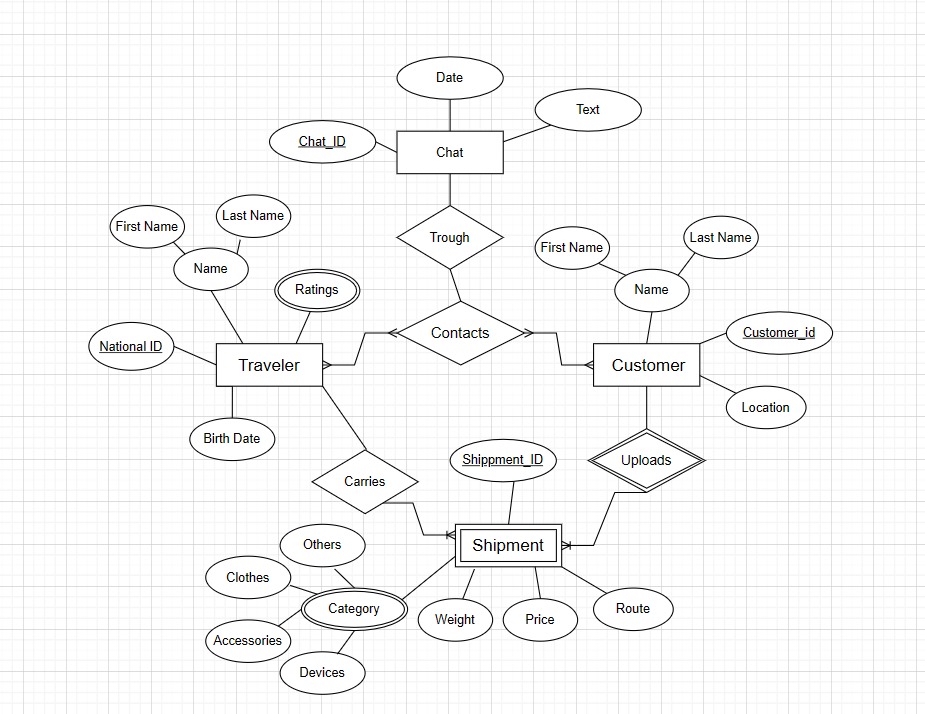 Date
Text
Chat_ID
Chat
Last Name
First Name
Trough
Last Name
First Name
Name
Name
Ratings
Customer_id
Contacts
National ID
Traveler
Customer
Location
Birth Date
Shippment_ID
Uploads
Carries
Others
Shipment
Clothes
Category
Route
Weight
Price
Accessories
Devices